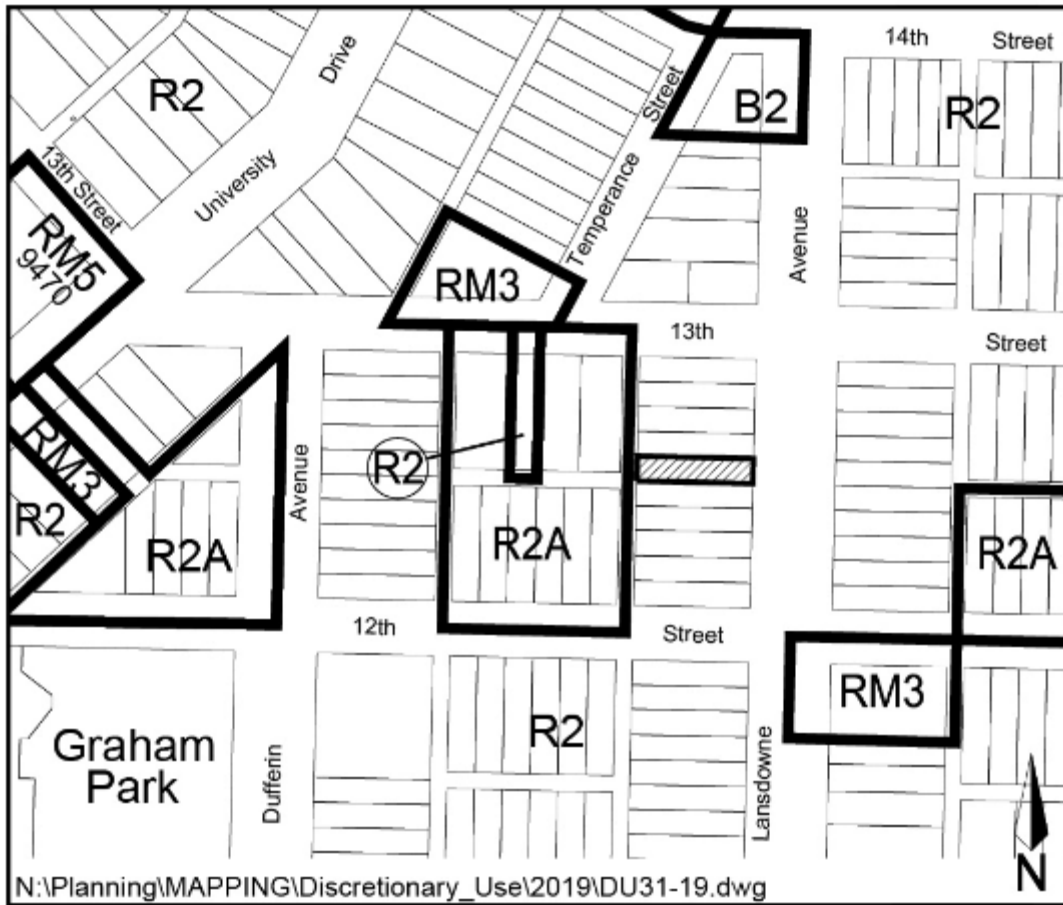 14th
Street
Drive
R2
Street
B2
R2
13th Street
University
Temperance
RM5
9470
Avenue
RM3
13th
Street
RM3
R2
R2
Avenue
R2A
R2A
R2A
12th
Street
RM3
Graham
Park
R2
Dufferin
Lansdowne
N
N:\Planning\MAPPING\Discretionary_Use\2019\DU31-19.dwg